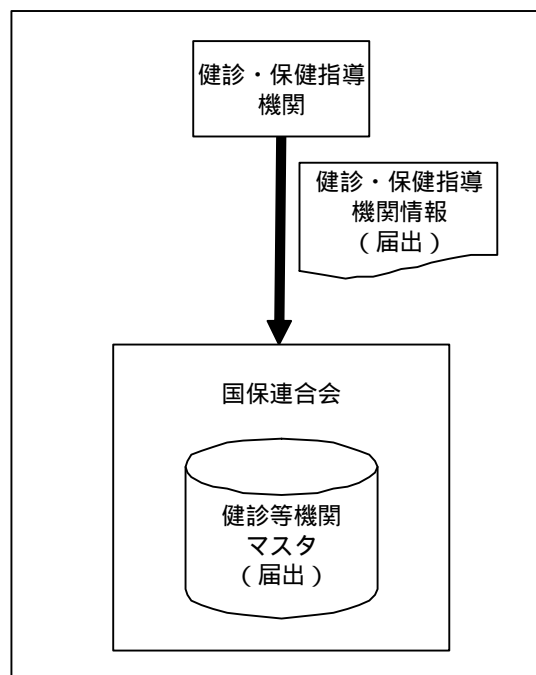 健診・保健指導
機関
健診・保健指導
機関情報
（届出）
国保連合会
健診等機関
マスタ
（届出）